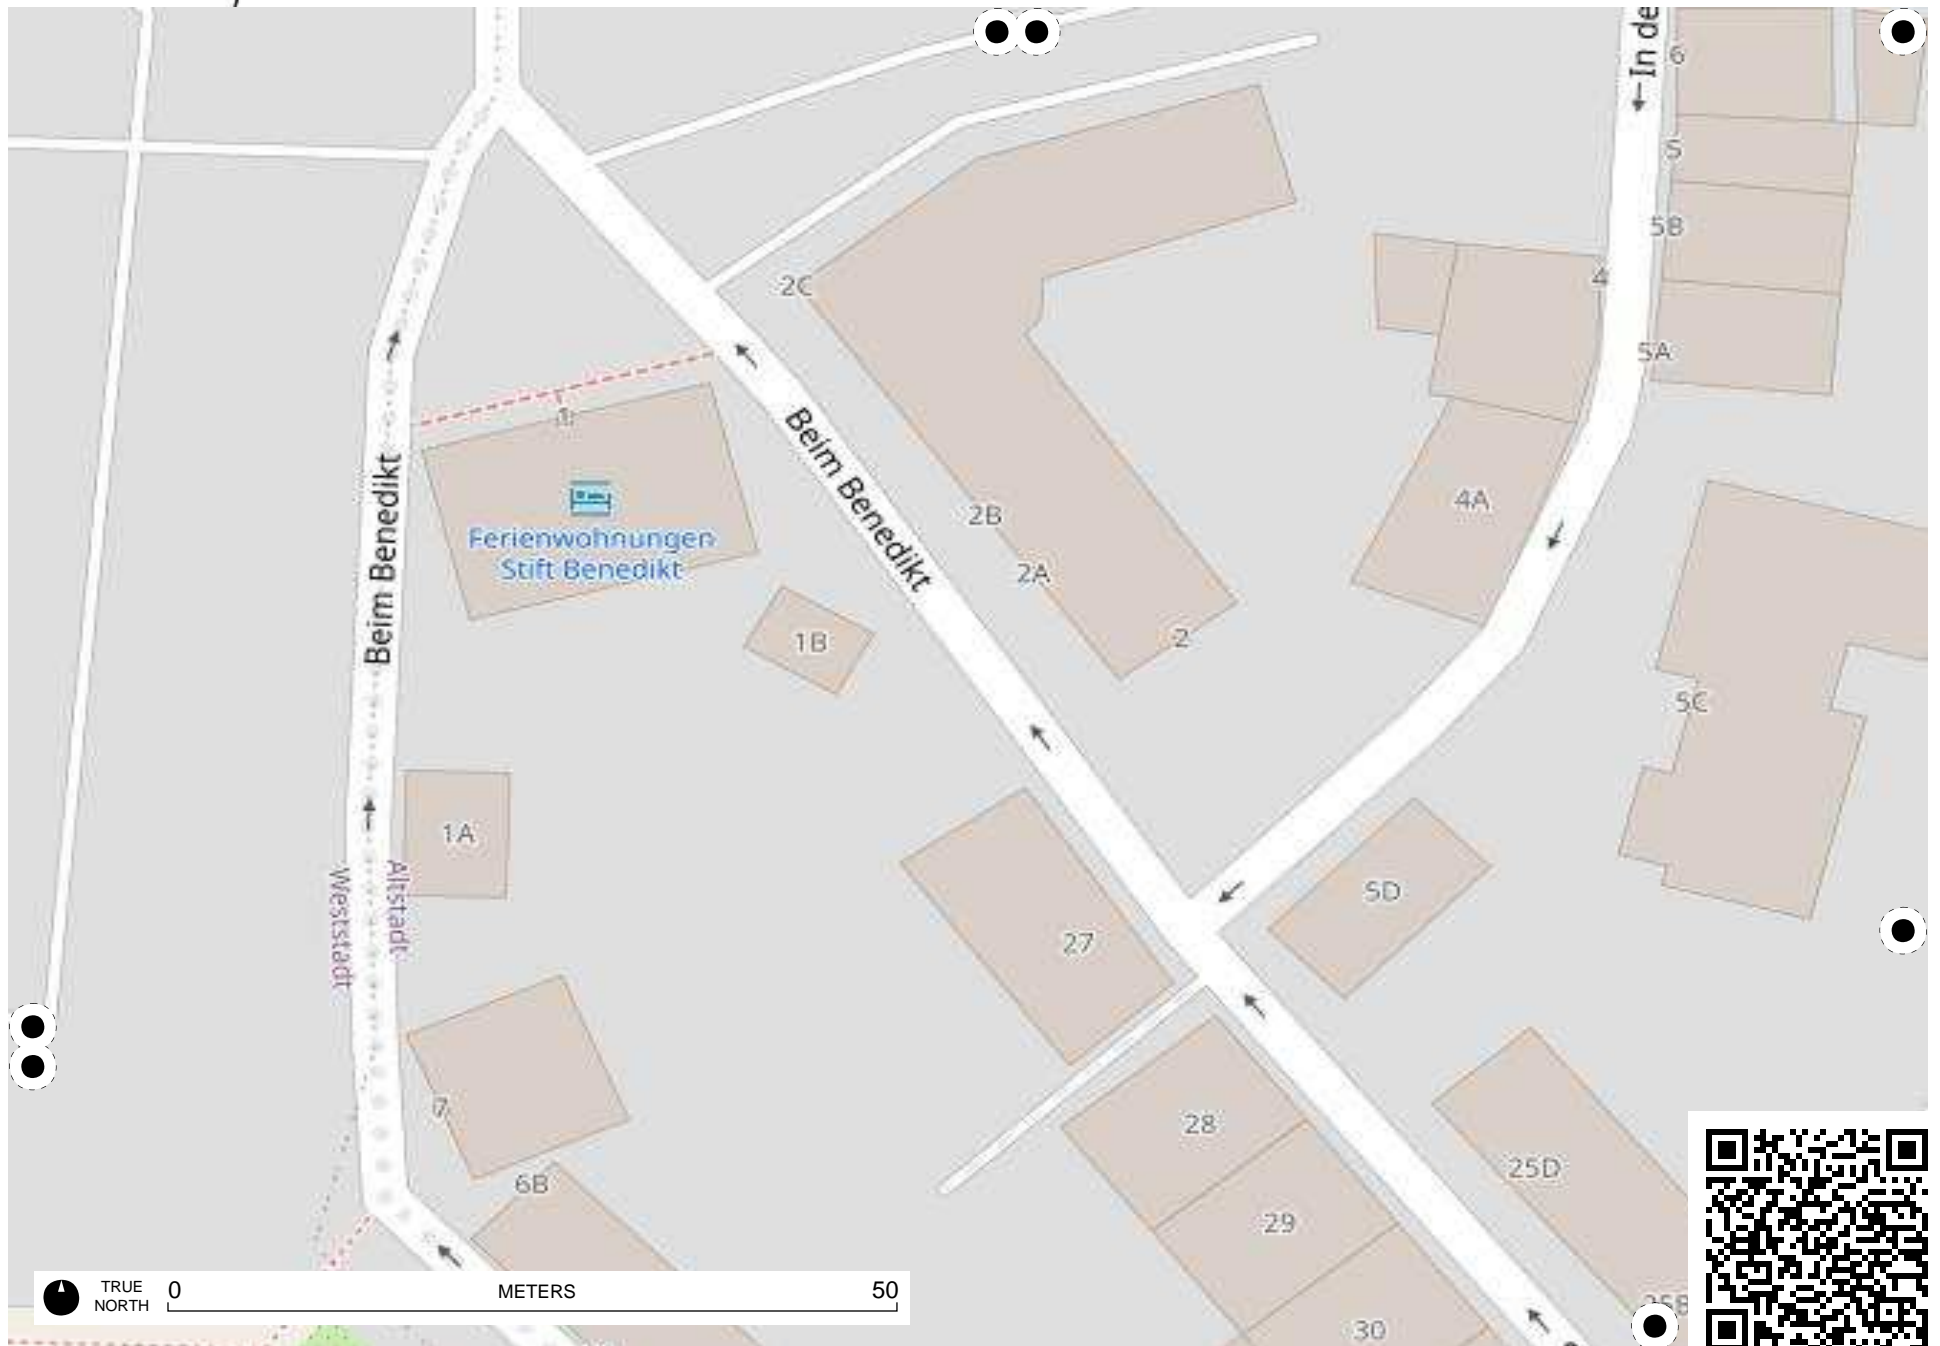 ← In de
6
5
5B
2C
4
5A
1
Beim Benedikt
Beim Benedikt
4A
Ferienwohnungen
Stift Benedikt
2B
2A
1B
2
5C
1A
Altstadt
Weststadt
5D
27
7
28
6B
25D
29
30
25B
TRUE
NORTH
0
METERS
50